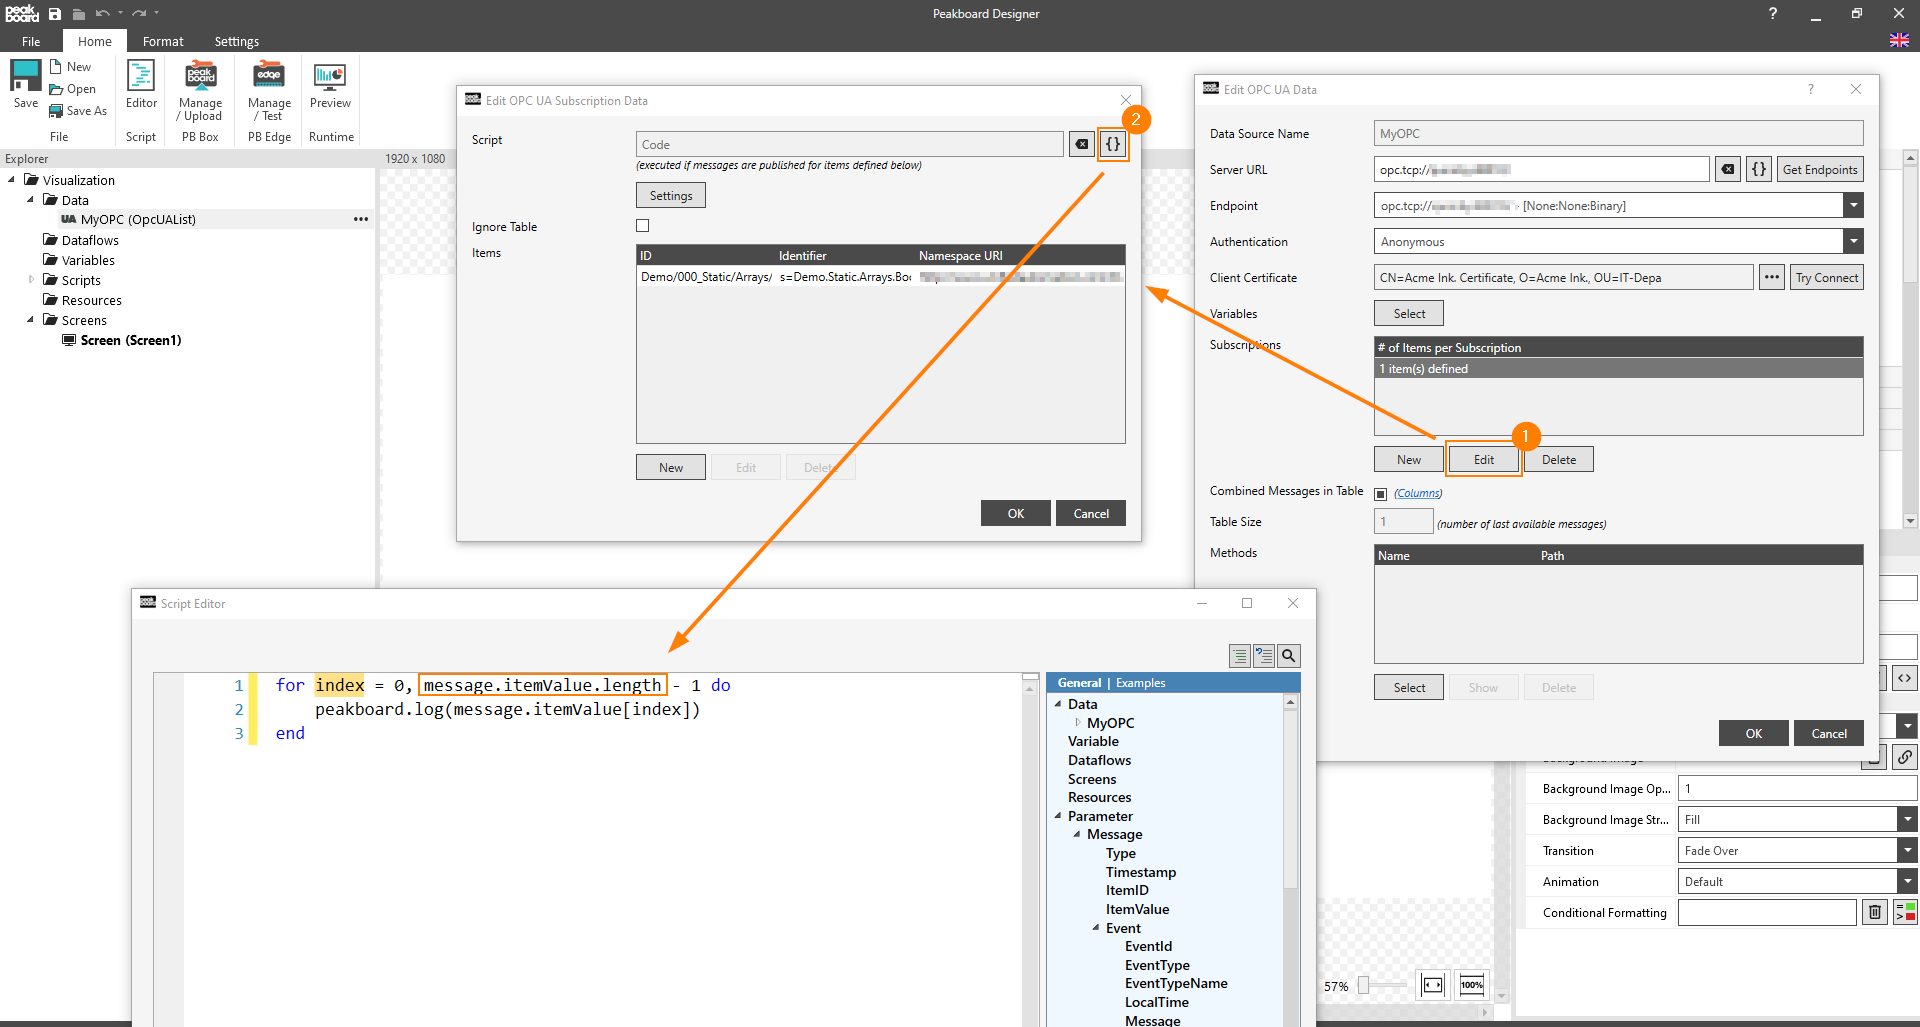 peak board
Peakboard Designer
?
File Home Format Settings
Save
New
Open
Save As
File
Editor
Script
Manage / Upload
PB Box
Manage / Test
PB Edge
Preview
Runtime
Explorer
1920 x 1080
Visualization
Data
UA MyOPC (OpcUAList)
Dataflows
Variables
Scripts
Resources
Screens
Screen (Screen1)
Edit OPC UA Subscription Data
2
Script
Code
{}
(executed if messages are published for items defined below)
Settings
Ignore Table
Items
ID Identifier Namespace URI
Demo/000_Static/Arrays/ s=Demo.Static.Arrays.Boo
New Edit Delete
OK Cancel
Edit OPC UA Data
?
Data Source Name MyOPC
Server URL opc.tcp:// {} Get Endpoints
Endpoint opc.tcp:// - [None:None:Binary]
Authentication Anonymous
Client Certificate CN=Acme Ink. Certificate, O=Acme Ink., OU=IT-Depa ••• Try Connect
Variables Select
Subscriptions
# of Items per Subscription
1 item(s) defined
1
New Edit Delete
Combined Messages in Table (Columns)
Table Size 1 (number of last available messages)
Methods
Name Path
Select Show Delete
OK Cancel
Script Editor
1 for index = 0, message.itemValue.length - 1 do
2 peakboard.log(message.itemValue[index])
3 end
General | Examples
Data
MyOPC
Variable
Dataflows
Screens
Resources
Parameter
Message
Type
Timestamp
ItemID
ItemValue
Event
EventId
EventType
EventTypeName
LocalTime
Message
Background Image Op... 1
Background Image Str... Fill
Transition Fade Over
Animation Default
Conditional Formatting
57%
100%